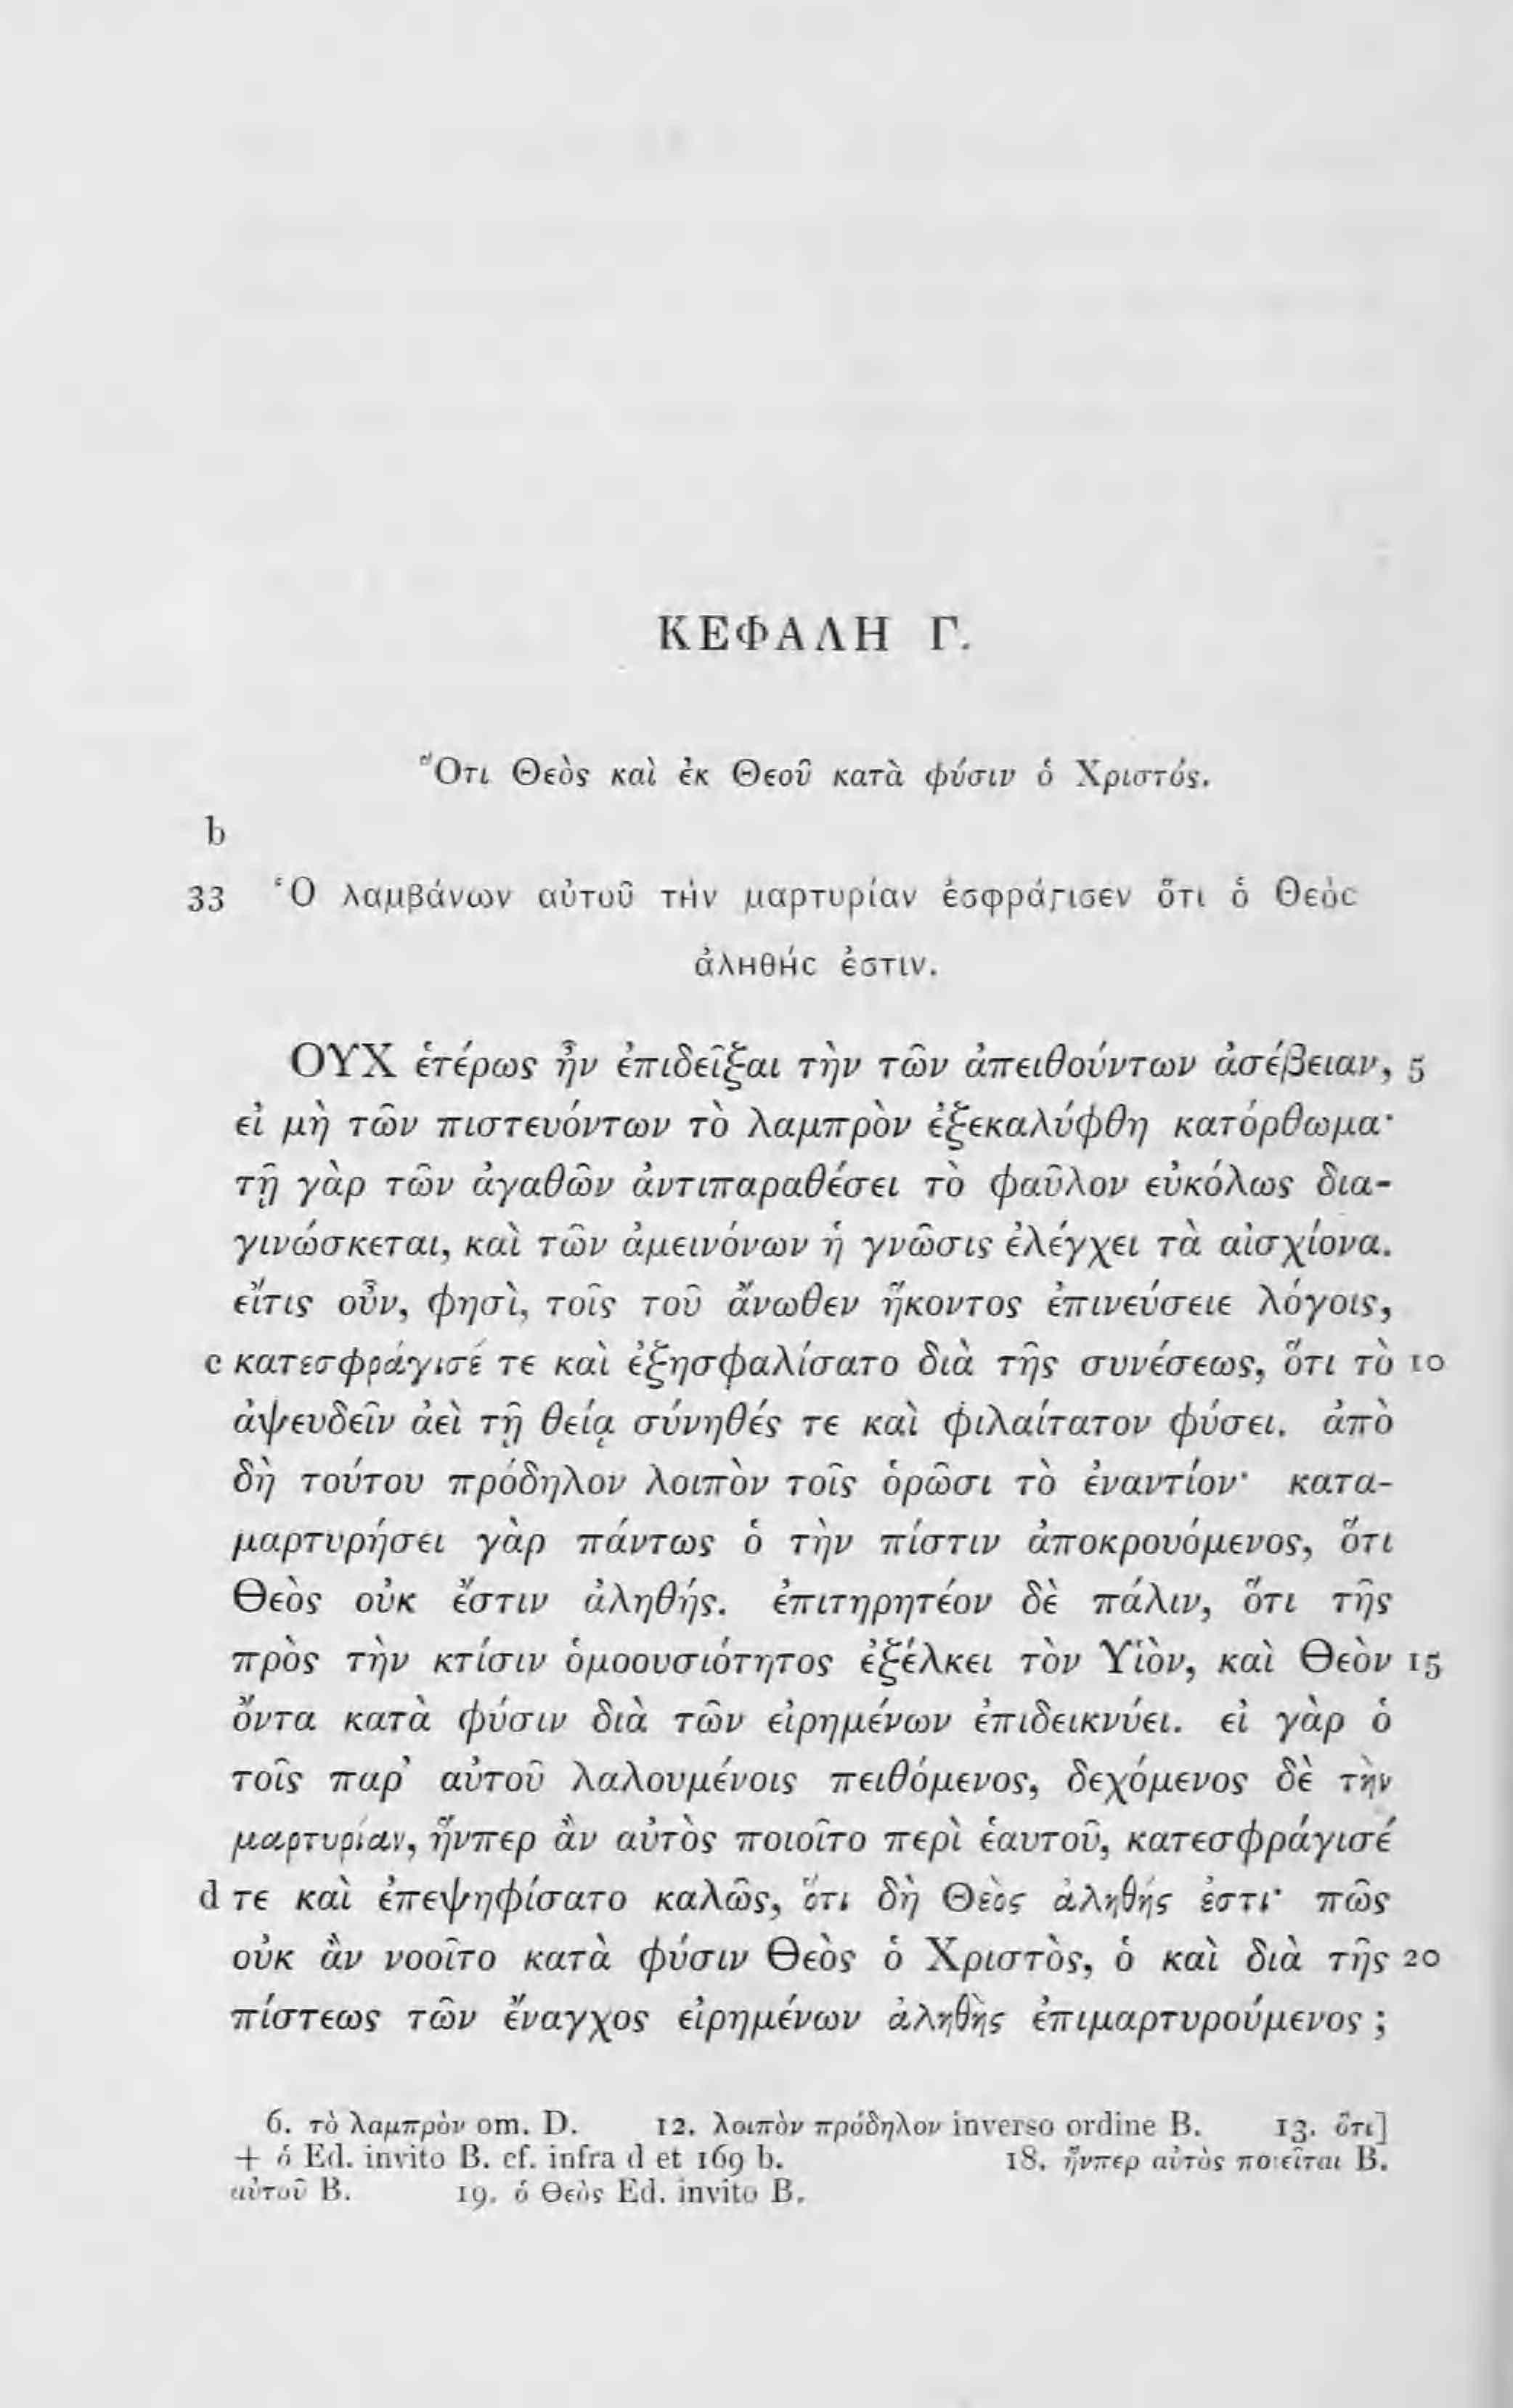 ΚΕΦΑΛΗ Γ.
Ὅτι Θεὸς καὶ ἐκ Θεοῦ κατὰ φύσιν ὁ Χριστός.
b
33 Ὁ λαμβάνων αὐτοῦ τὴν μαρτυρίαν ἐσφράγισεν ὅτι ὁ Θεὸς
ἀληθής ἐστιν.
ΟΥΧ ἑτέρως ἦν ἐπιδεῖξαι τὴν τῶν ἀπειθούντων ἀσέβειαν, 5
εἰ μὴ τῶν πιστευόντων τὸ λαμπρὸν ἐξεκαλύφθη κατόρθωμα·
τῇ γὰρ τῶν ἀγαθῶν ἀντιπαραθέσει τὸ φαῦλον εὐκόλως δια-
γινώσκεται, καὶ τῶν ἀμεινόνων ἡ γνῶσις ἐλέγχει τὰ αἰσχίονα.
εἴτις οὖν, φησὶ, τοῖς τοῦ ἄνωθεν ἥκοντος ἐπινεύσειε λόγοις,
c κατεσφράγισέ τε καὶ ἐξησφαλίσατο διὰ τῆς συνέσεως, ὅτι τὸ 10
ἀψευδεῖν ἀεὶ τῇ θείᾳ σύνηθές τε καὶ φιλαίτατον φύσει. ἀπὸ
δὴ τούτου πρόδηλον λοιπὸν τοῖς ὁρῶσι τὸ ἐναντίον· κατα-
μαρτυρήσει γὰρ πάντως ὁ τὴν πίστιν ἀποκρουόμενος, ὅτι
Θεὸς οὐκ ἔστιν ἀληθής. ἐπιτηρητέον δὲ πάλιν, ὅτι τῆς
πρὸς τὴν κτίσιν ὁμοουσιότητος ἐξέλκει τὸν Υἱὸν, καὶ Θεὸν 15
ὄντα κατὰ φύσιν διὰ τῶν εἰρημένων ἐπιδεικνύει. εἰ γὰρ ὁ
τοῖς παρ’ αὐτοῦ λαλουμένοις πειθόμενος, δεχόμενος δὲ τὴν
μαρτυρίαν, ἥνπερ ἂν αὐτὸς ποιοῖτο περὶ ἑαυτοῦ, κατεσφράγισέ
d τε καὶ ἐπεψηφίσατο καλῶς, ὅτι δὴ Θεὸς ἀληθής ἐστι· πῶς
οὐκ ἂν νοοῖτο κατὰ φύσιν Θεὸς ὁ Χριστὸς, ὁ καὶ διὰ τῆς 20
πίστεως τῶν ἔναγχος εἰρημένων ἀληθὴς ἐπιμαρτυρούμενος ;
6. τὸ λαμπρὸν om. D. 12. λοιπὸν πρόδηλον inverso ordine B. 13. ὅτι]
+ ὁ Ed. invito B. cf. infra d et 169 b. 18. ἥνπερ αὐτὸς ποιεῖται B.
αὐτοῦ B. 19. ὁ Θεὸς Ed. invito B.